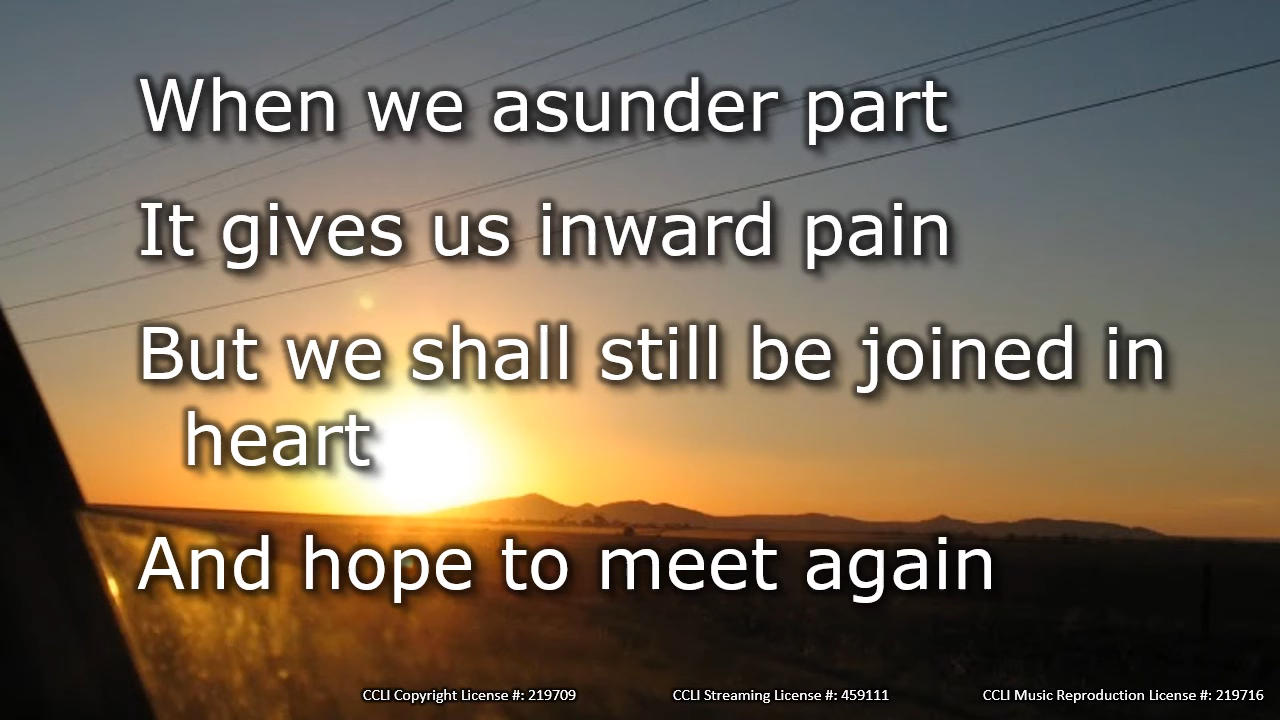 When we asunder part
It gives us inward pain
But we shall still be joined in
heart
And hope to meet again
CCLI Copyright License #: 219709 CCLI Streaming License #: 459111 CCLI Music Reproduction License #: 219716